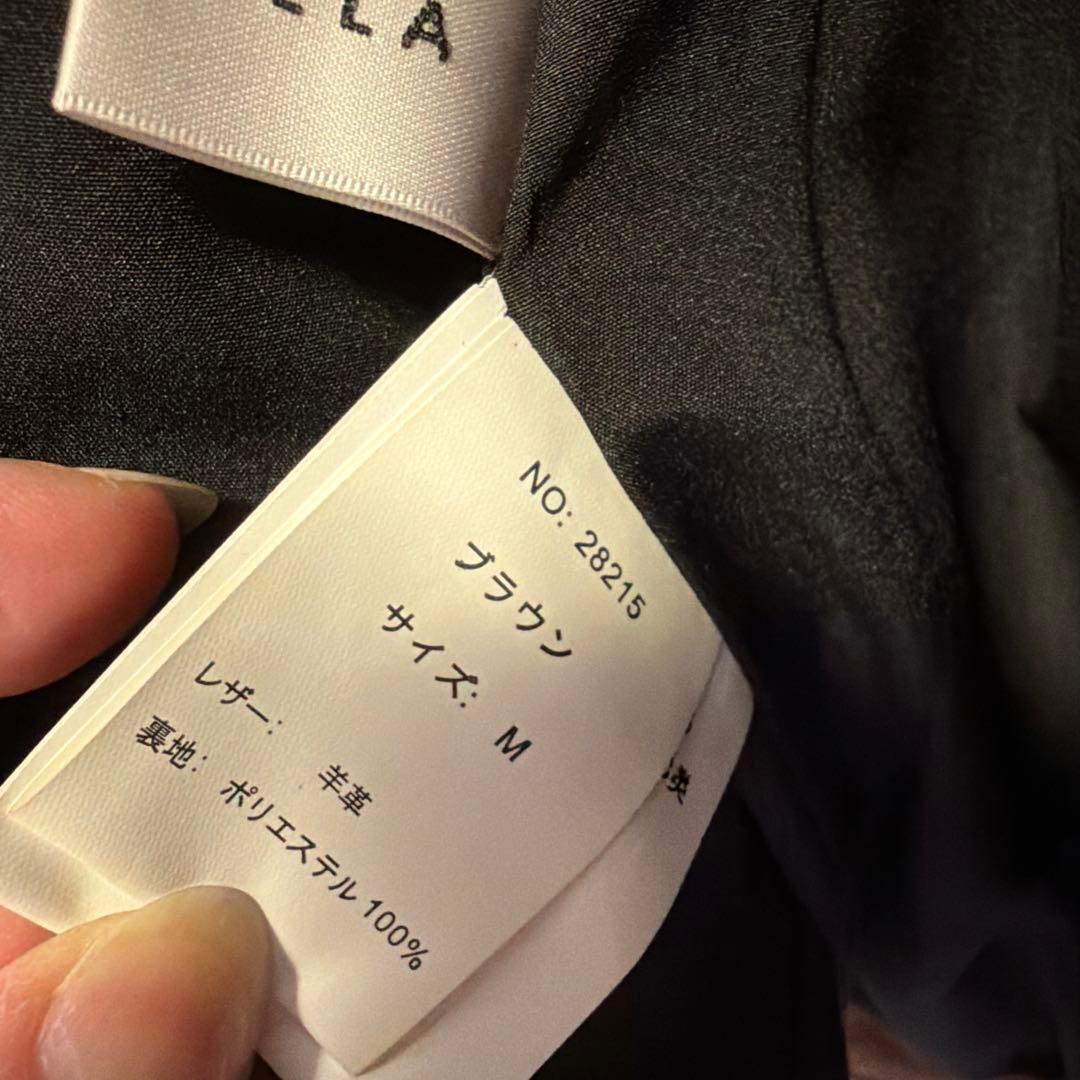 LLA
NO: 28215
ブラウン
サイズ: M
レザー: 羊革
裏地: ポリエステル 100%